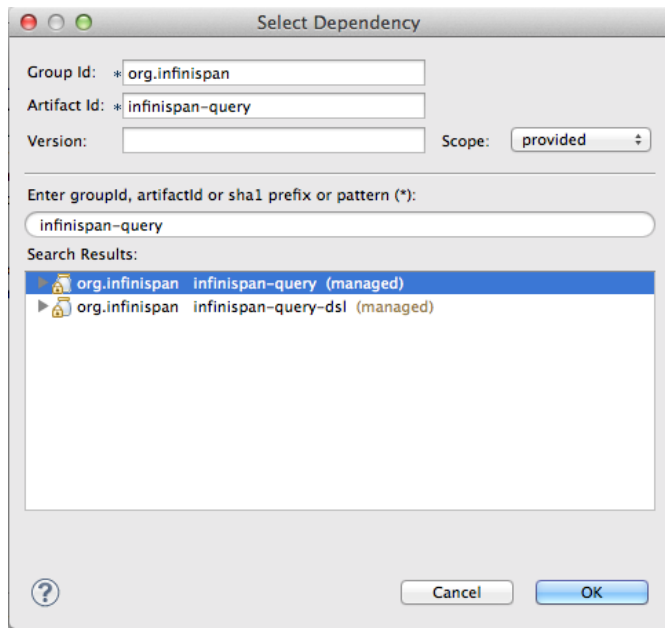 Select Dependency
Group Id: * org.infinispan
Artifact Id: * infinispan-query
Version: Scope: provided
Enter groupId, artifactId or sha1 prefix or pattern (*):
infinispan-query
Search Results:
org.infinispan infinispan-query (managed)
org.infinispan infinispan-query-dsl (managed)
? Cancel OK